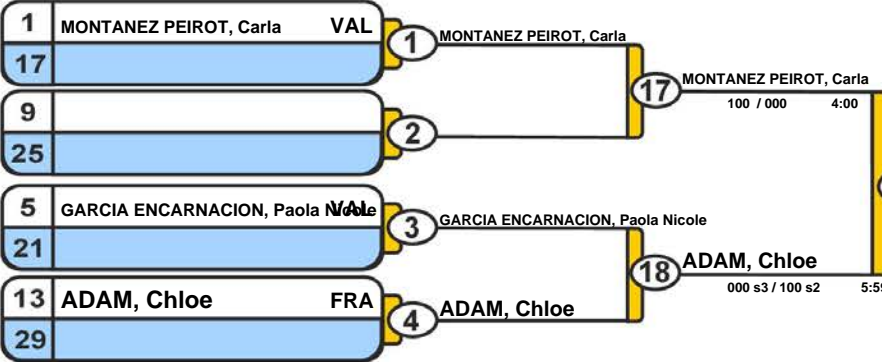 1 MONTANEZ PEIROT, Carla VAL
17
9
25
5 GARCIA ENCARNACION, Paola Nicole VAL
21
13 ADAM, Chloe FRA
29
1 MONTANEZ PEIROT, Carla
2
3 GARCIA ENCARNACION, Paola Nicole
4 ADAM, Chloe
17 MONTANEZ PEIROT, Carla
100 / 000 4:00
18 ADAM, Chloe
000 s3 / 100 s2 5:59